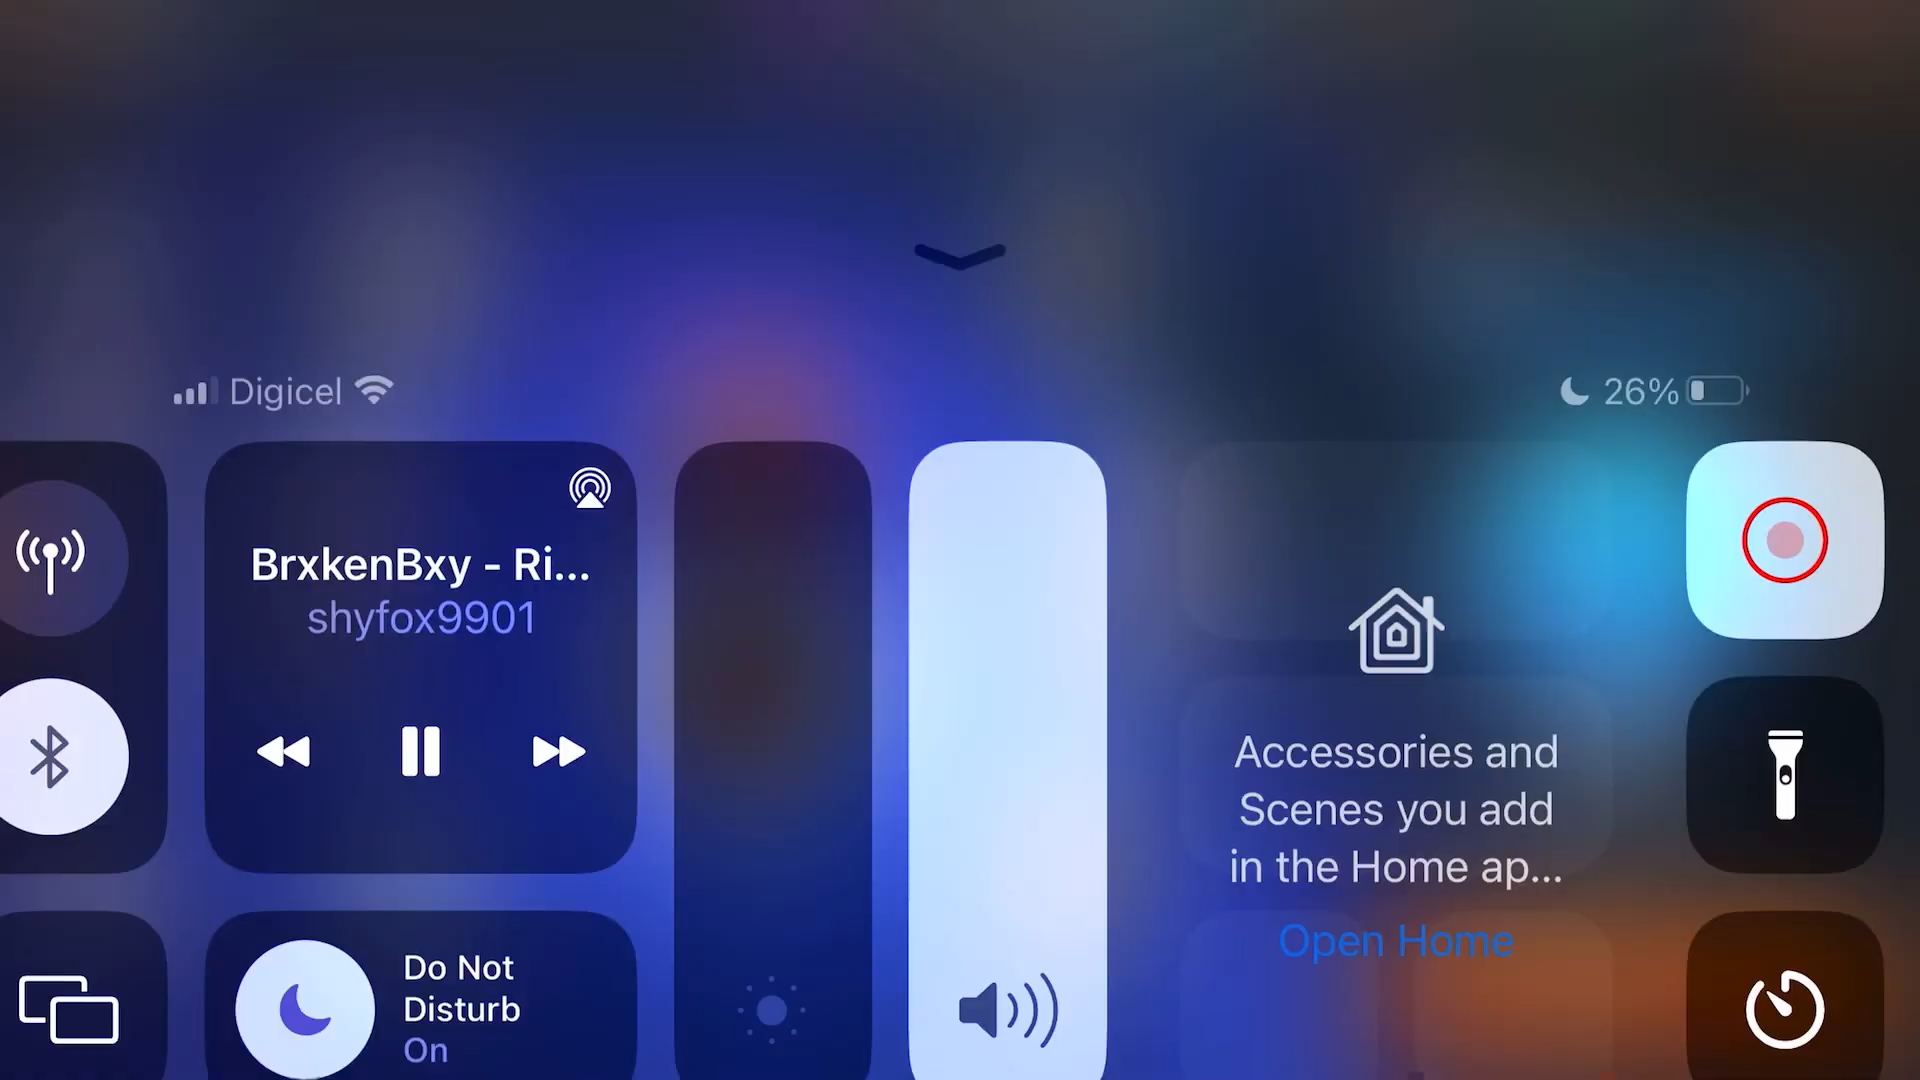 Digicel
26%
BrxkenBxy - Ri...
shyfox9901
Accessories and
Scenes you add
in the Home ap...
Open Home
Do Not
Disturb
On